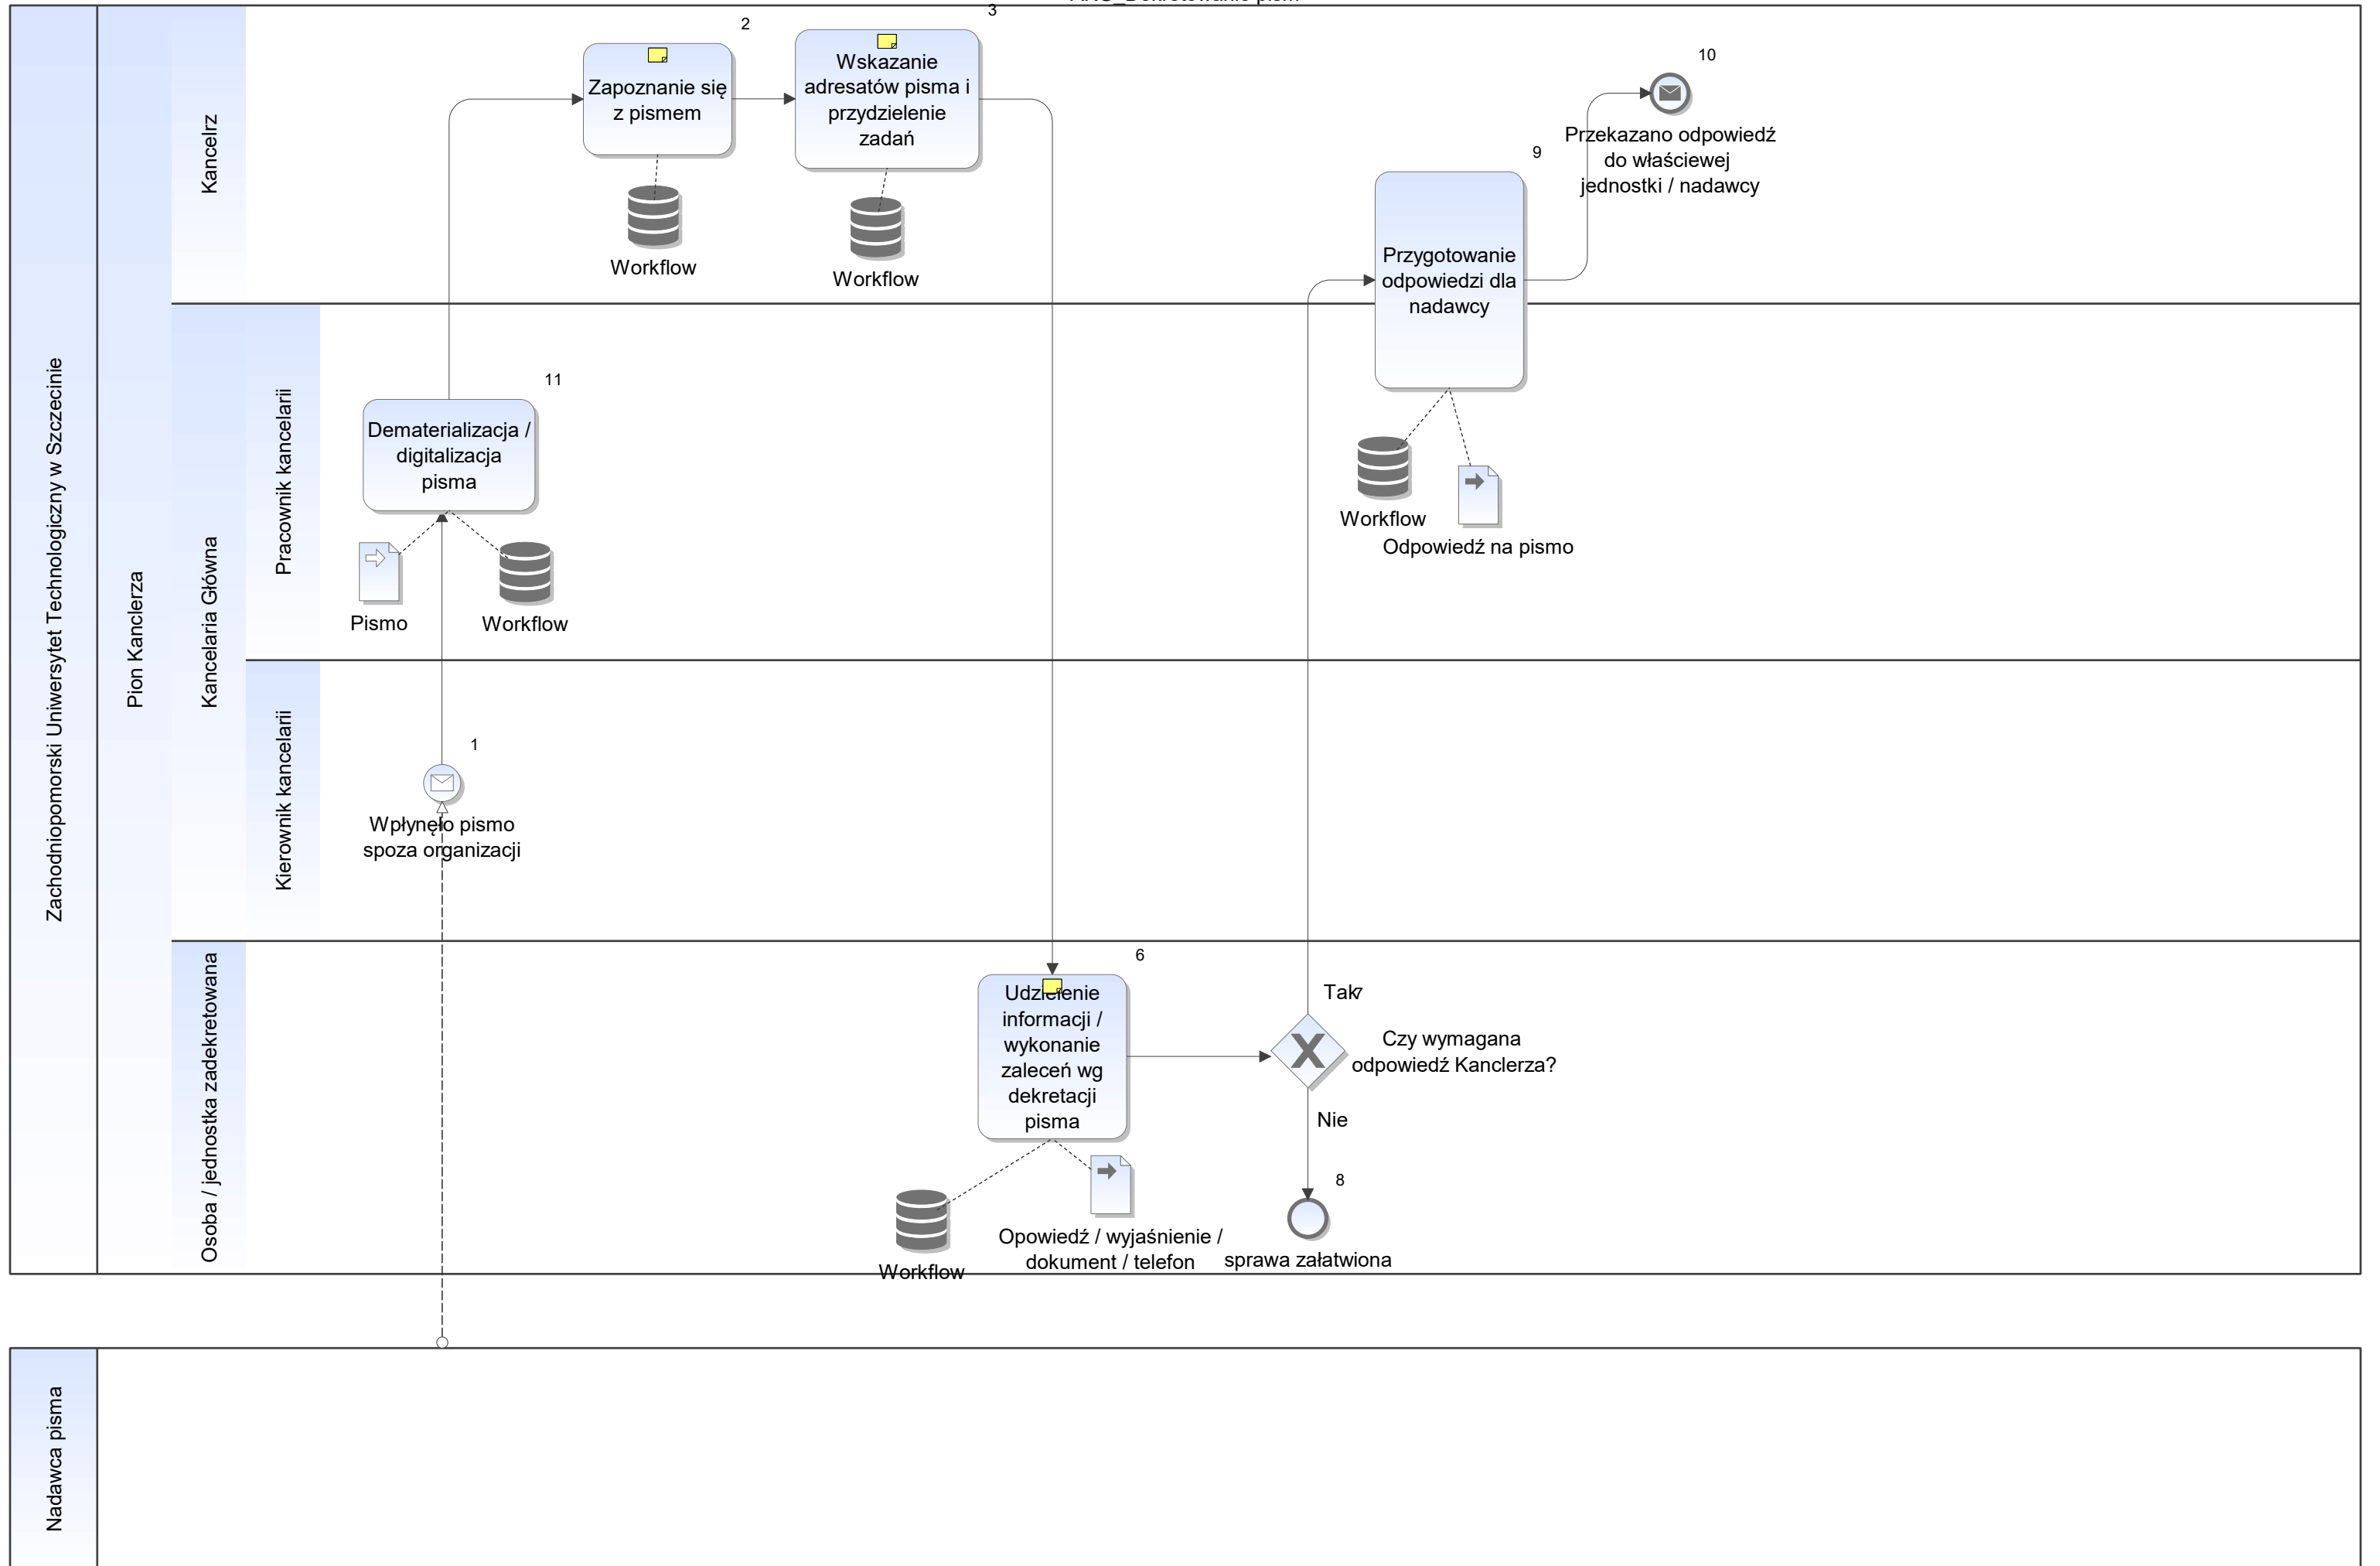 3
2
10
Wskazanie
adresatów pisma i
przydzielenie
zadań
Zapoznanie się
z pismem
Przekazano odpowiedź
do właściewej
jednostki / nadawcy
9
Kancelrz
Workflow
Workflow
Przygotowanie
odpowiedzi dla
nadawcy
Zachodniopomorski Uniwersytet Technologiczny w Szczecinie
Pion Kanclerza
Kancelaria Główna
Pracownik kancelarii
11
Dematerializacja /
digitalizacja
pisma
Pismo
Workflow
Workflow
Odpowiedź na pismo
Kierownik kancelarii
1
Wpłynęło pismo
spoza organizacji
Osoba / jednostka zadekretowana
6
Udzielenie
informacji /
wykonanie
zaleceń wg
dekretacji
pisma
Tak
7
Czy wymagana
odpowiedź Kanclerza?
Nie
8
Workflow
Opowiedź / wyjaśnienie /
dokument / telefon
sprawa załatwiona
Nadawca pisma